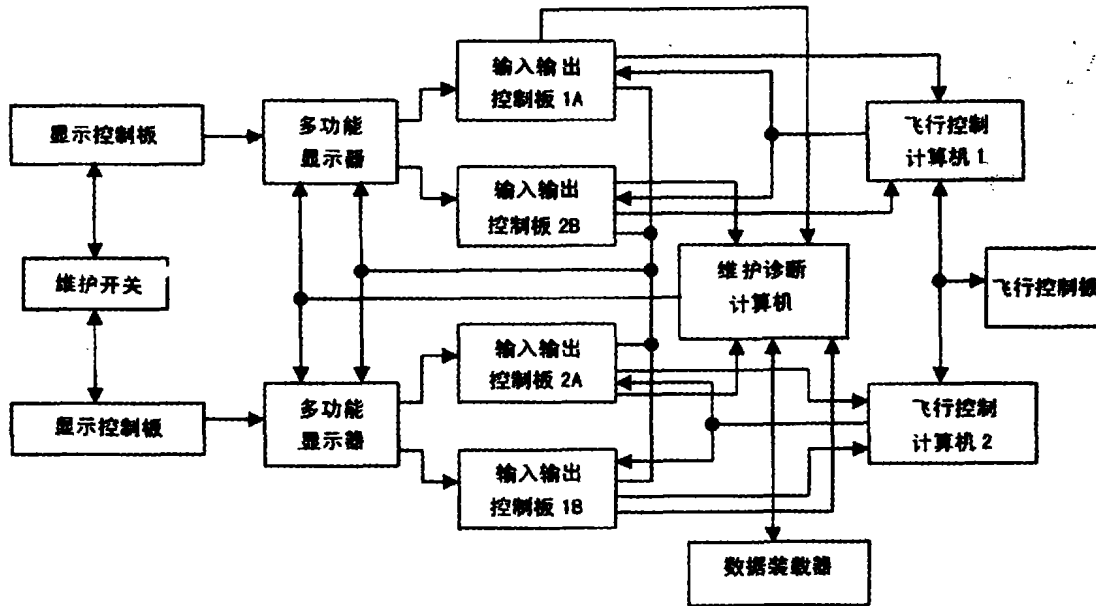 输入输出
控制板 1A
显示控制板
多功能
显示器
飞行控制
计算机 1
输入输出
控制板 2B
维护开关
维护诊断
计算机
飞行控制板
输入输出
控制板 2A
显示控制板
多功能
显示器
飞行控制
计算机 2
输入输出
控制板 1B
数据装载器